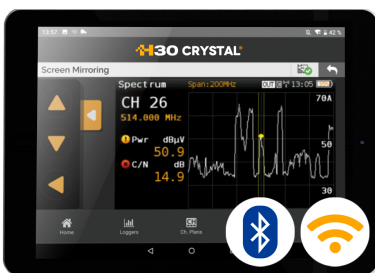 13:57
42 %
H30 CRYSTAL
Screen Mirroring
Spectrum Span:200MHz OUT 13:05
CH 26
514.000 MHz
70A
Pwr dBµV
50.9
50
C/N dB
14.9
30
Home
Loggers
Ch. Plans